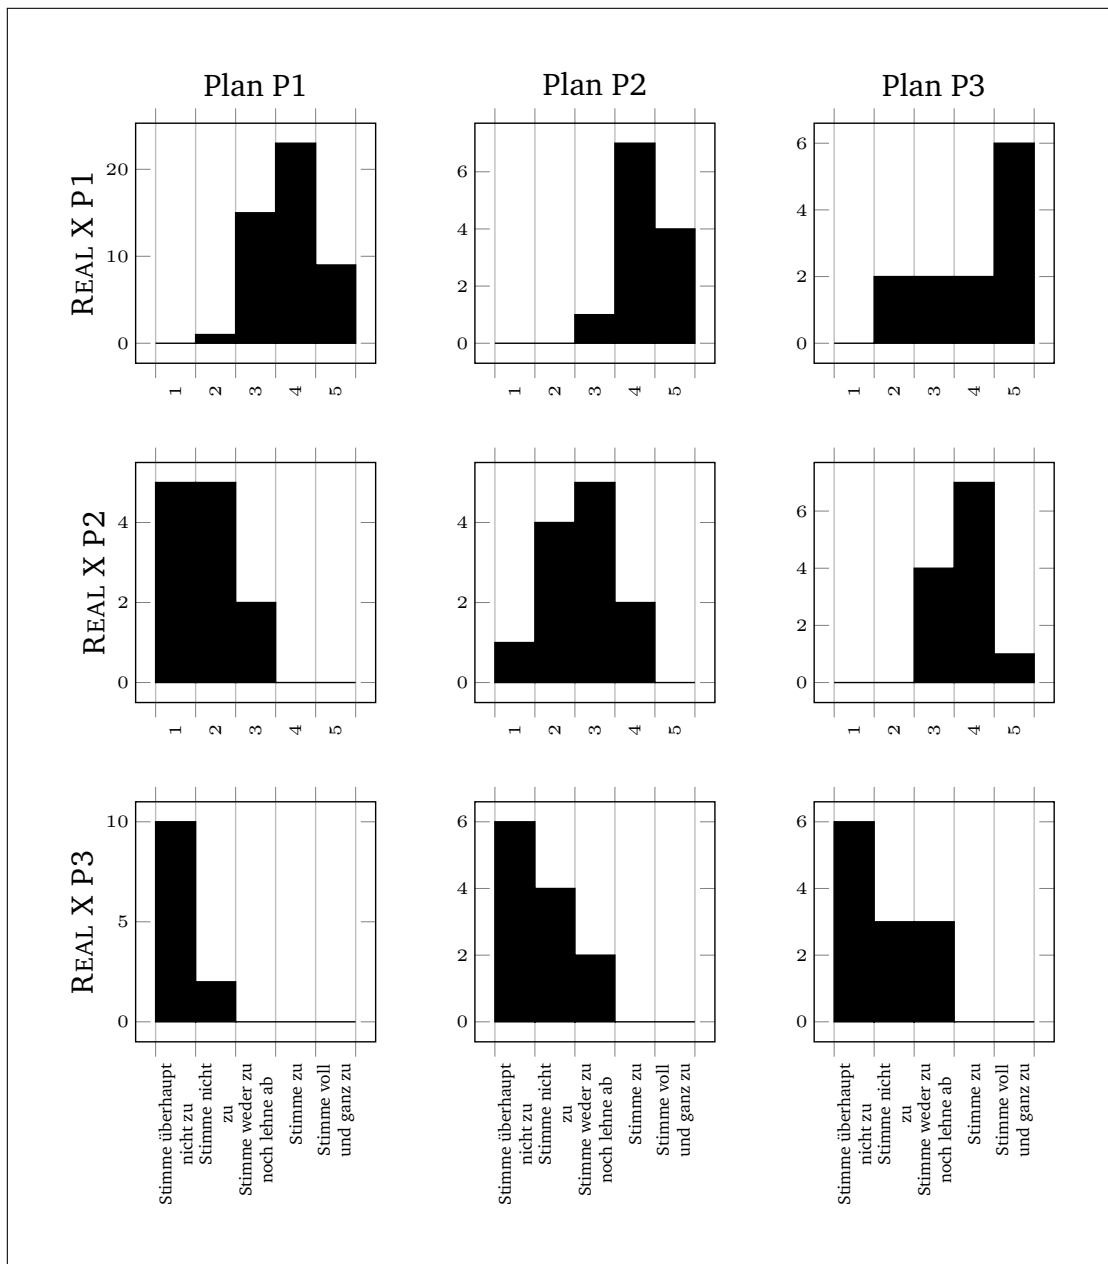 Plan P1
Plan P2
Plan P3
REAL X P1
20
10
0
1
2
3
4
5
6
4
2
0
1
2
3
4
5
6
4
2
0
1
2
3
4
5
REAL X P2
4
2
0
1
2
3
4
5
4
2
0
1
2
3
4
5
6
4
2
0
1
2
3
4
5
REAL X P3
10
5
0
Stimme überhaupt
nicht zu
Stimme nicht
zu
Stimme weder zu
noch lehne ab
Stimme zu
Stimme voll
und ganz zu
6
4
2
0
Stimme überhaupt
nicht zu
Stimme nicht
zu
Stimme weder zu
noch lehne ab
Stimme zu
Stimme voll
und ganz zu
6
4
2
0
Stimme überhaupt
nicht zu
Stimme nicht
zu
Stimme weder zu
noch lehne ab
Stimme zu
Stimme voll
und ganz zu